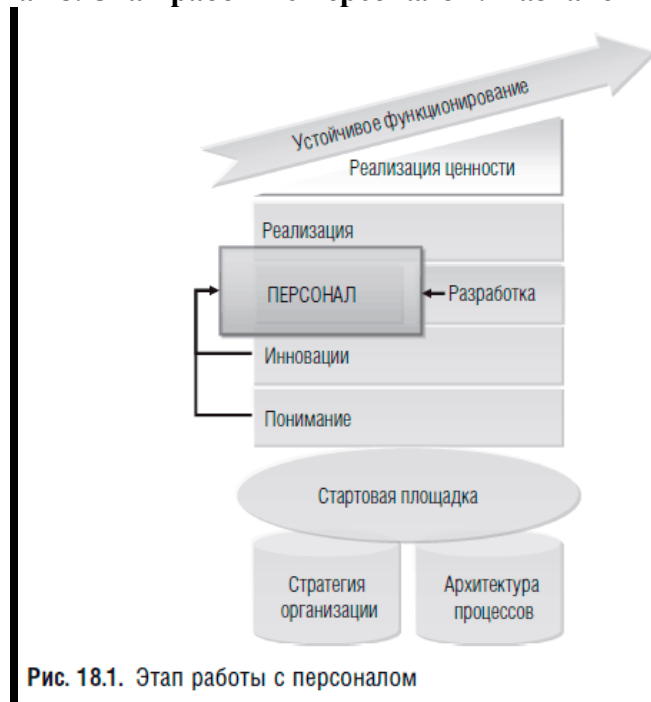 Устойчивое функционирование
Реализация ценности
Реализация
ПЕРСОНАЛ
Разработка
Инновации
Понимание
Стартовая площадка
Стратегия
организации
Архитектура
процессов
Рис. 18.1. Этап работы с персоналом